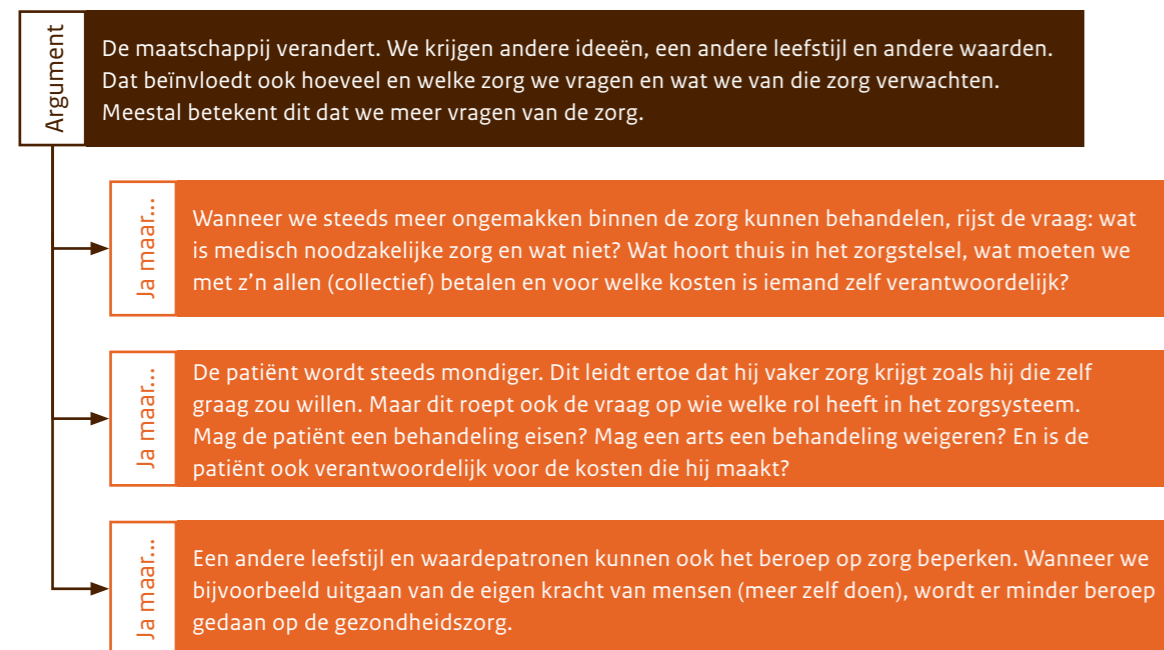 Argument
De maatschappij verandert. We krijgen andere ideeën, een andere leefstijl en andere waarden.
Dat beïnvloedt ook hoeveel en welke zorg we vragen en wat we van die zorg verwachten.
Meestal betekent dit dat we meer vragen van de zorg.
Ja maar...
Wanneer we steeds meer ongemakken binnen de zorg kunnen behandelen, rijst de vraag: wat
is medisch noodzakelijke zorg en wat niet? Wat hoort thuis in het zorgstelsel, wat moeten we
met z’n allen (collectief) betalen en voor welke kosten is iemand zelf verantwoordelijk?
Ja maar...
De patiënt wordt steeds mondiger. Dit leidt ertoe dat hij vaker zorg krijgt zoals hij die zelf
graag zou willen. Maar dit roept ook de vraag op wie welke rol heeft in het zorgsysteem.
Mag de patiënt een behandeling eisen? Mag een arts een behandeling weigeren? En is de
patiënt ook verantwoordelijk voor de kosten die hij maakt?
Ja maar...
Een andere leefstijl en waardepatronen kunnen ook het beroep op zorg beperken. Wanneer we
bijvoorbeeld uitgaan van de eigen kracht van mensen (meer zelf doen), wordt er minder beroep
gedaan op de gezondheidszorg.